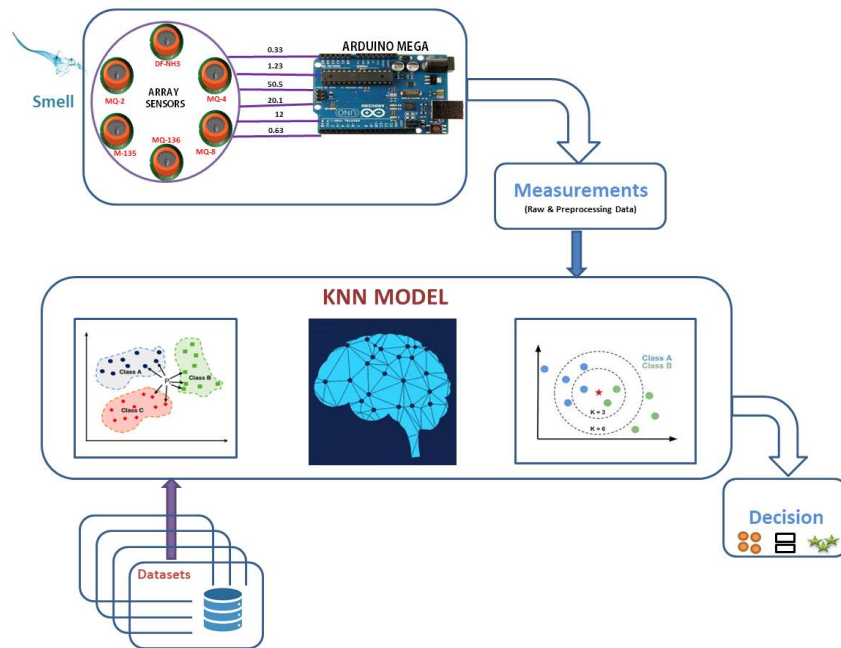 Smell
DF-NH3
MQ-2
ARRAY
SENSORS
MQ-4
M-135
MQ-136
MQ-8
0.33
1.23
50.5
20.1
12
0.63
ARDUINO MEGA
UNO
ARDUINO
Measurements
(Raw & Preprocessing Data)
KNN MODEL
Class A
Class B
Class C
P
Class A
Class B
K = 3
K = 6
Datasets
Decision